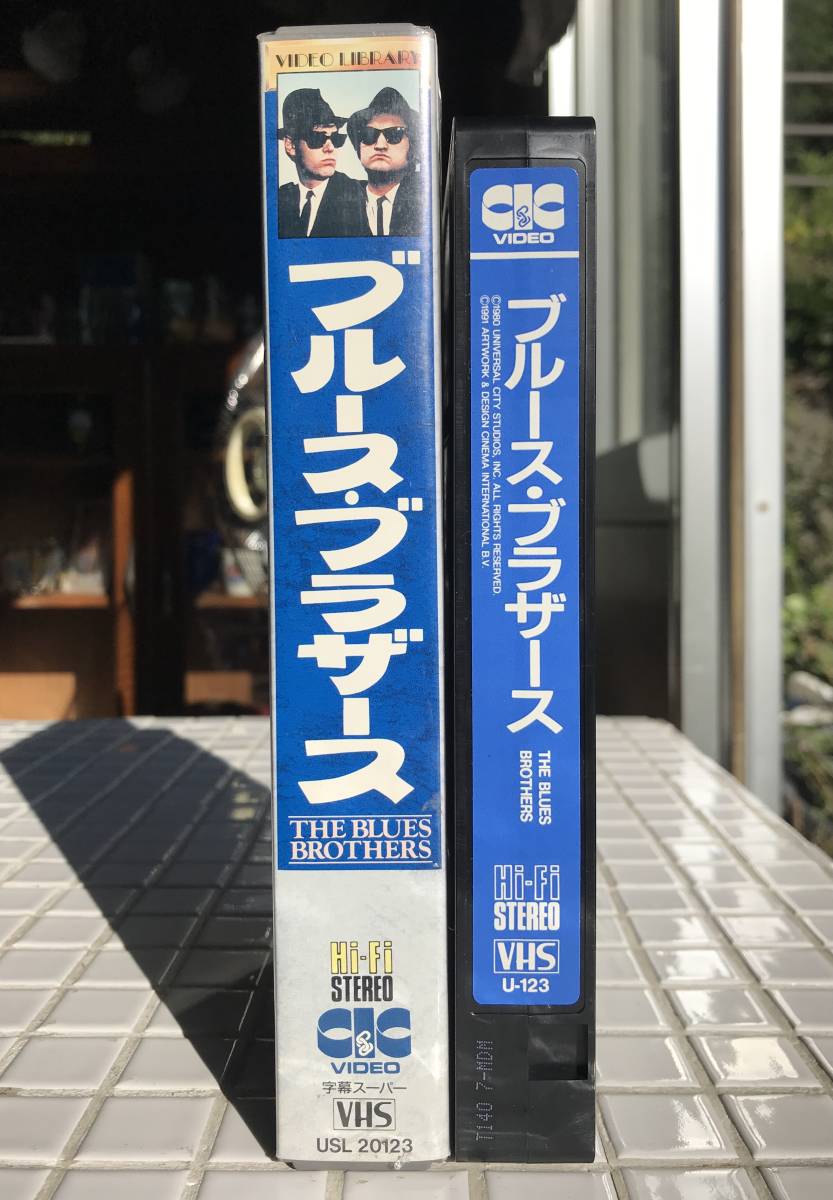 VIDEO LIBRARY
ブルース・ブラザース
THE BLUES
BROTHERS
Hi-Fi
STEREO
CIC
VIDEO
字幕スーパー
VHS
USL 20123
CIC
VIDEO
ブルース・ブラザース
©1980 UNIVERSAL CITY STUDIOS, INC. ALL RIGHTS RESERVED.
©1991 ARTWORK & DESIGN CINEMA INTERNATIONAL B.V.
THE BLUES
BROTHERS
Hi-Fi
STEREO
VHS
U-123